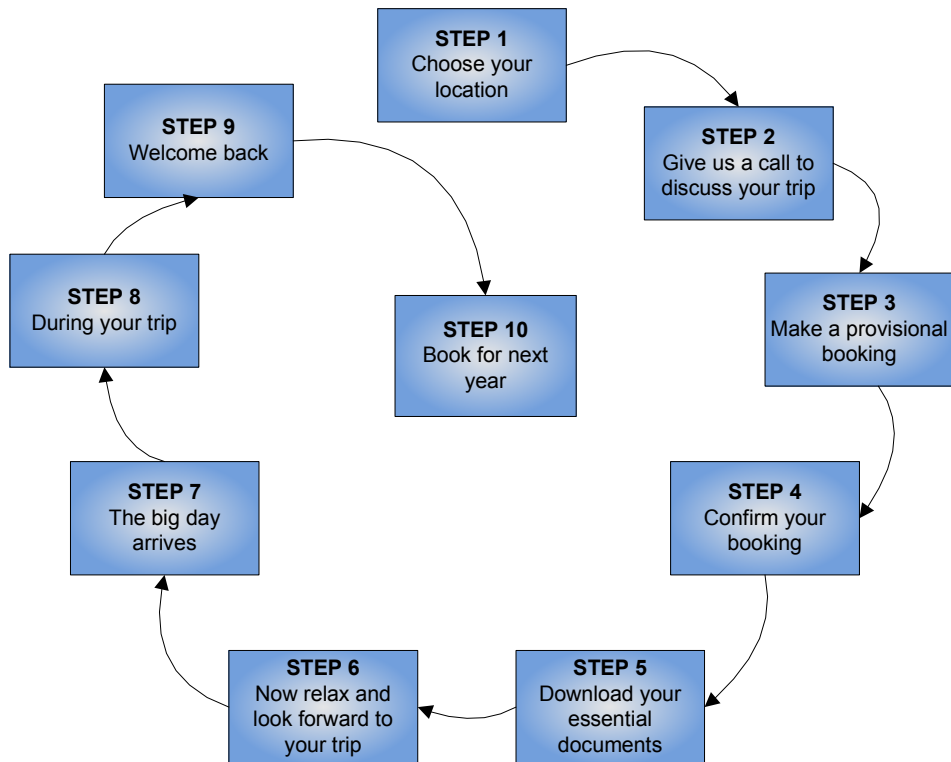 STEP 1
Choose your
location
STEP 2
Give us a call to
discuss your trip
STEP 3
Make a provisional
booking
STEP 4
Confirm your
booking
STEP 5
Download your
essential
documents
STEP 6
Now relax and
look forward to
your trip
STEP 7
The big day
arrives
STEP 8
During your trip
STEP 9
Welcome back
STEP 10
Book for next
year